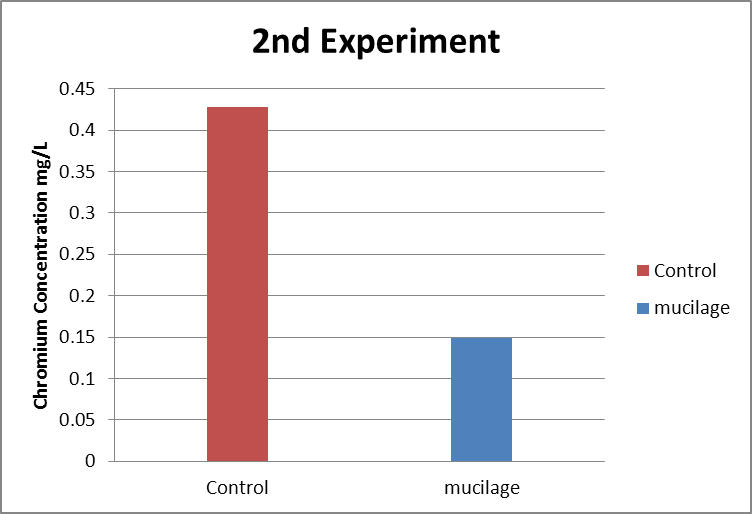 2nd Experiment
Chromium Concentration mg/L
0.45
0.4
0.35
0.3
0.25
0.2
0.15
0.1
0.05
0
Control
mucilage
Control
mucilage